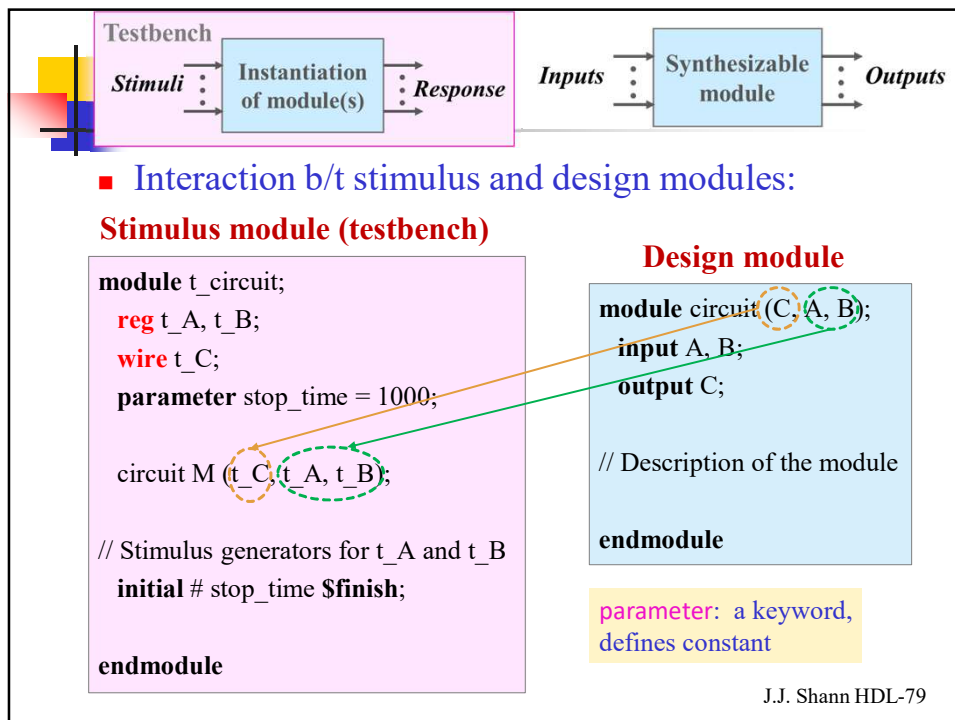 Testbench
Stimuli
Instantiation
of module(s)
Response
Inputs
Synthesizable
module
Outputs
Interaction b/t stimulus and design modules:
Stimulus module (testbench)
module t_circuit;
reg t_A, t_B;
wire t_C;
parameter stop_time = 1000;
circuit M (t_C, t_A, t_B);
// Stimulus generators for t_A and t_B
initial # stop_time $finish;
endmodule
Design module
module circuit (C, A, B);
input A, B;
output C;
// Description of the module
endmodule
parameter: a keyword,
defines constant
J.J. Shann HDL-79